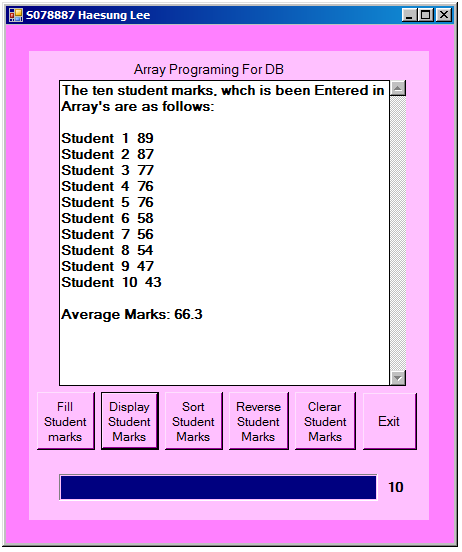 S078887 Haesung Lee
Array Programing For DB
The ten student marks, whch is been Entered in
Array's are as follows:
Student 1 89
Student 2 87
Student 3 77
Student 4 76
Student 5 76
Student 6 58
Student 7 56
Student 8 54
Student 9 47
Student 10 43
Average Marks: 66.3
Fill
Student
marks
Display
Student
Marks
Sort
Student
Marks
Reverse
Student
Marks
Clerar
Student
Marks
Exit
10